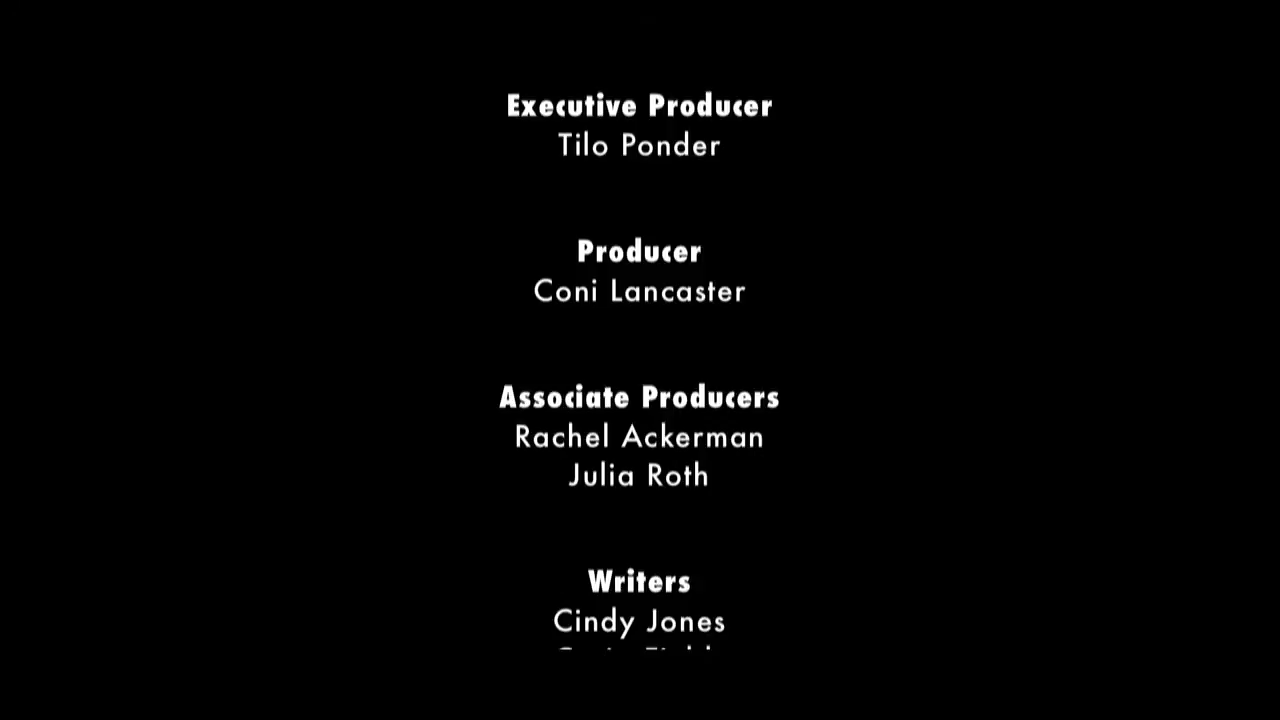 Executive Producer
Tilo Ponder
Producer
Coni Lancaster
Associate Producers
Rachel Ackerman
Julia Roth
Writers
Cindy Jones